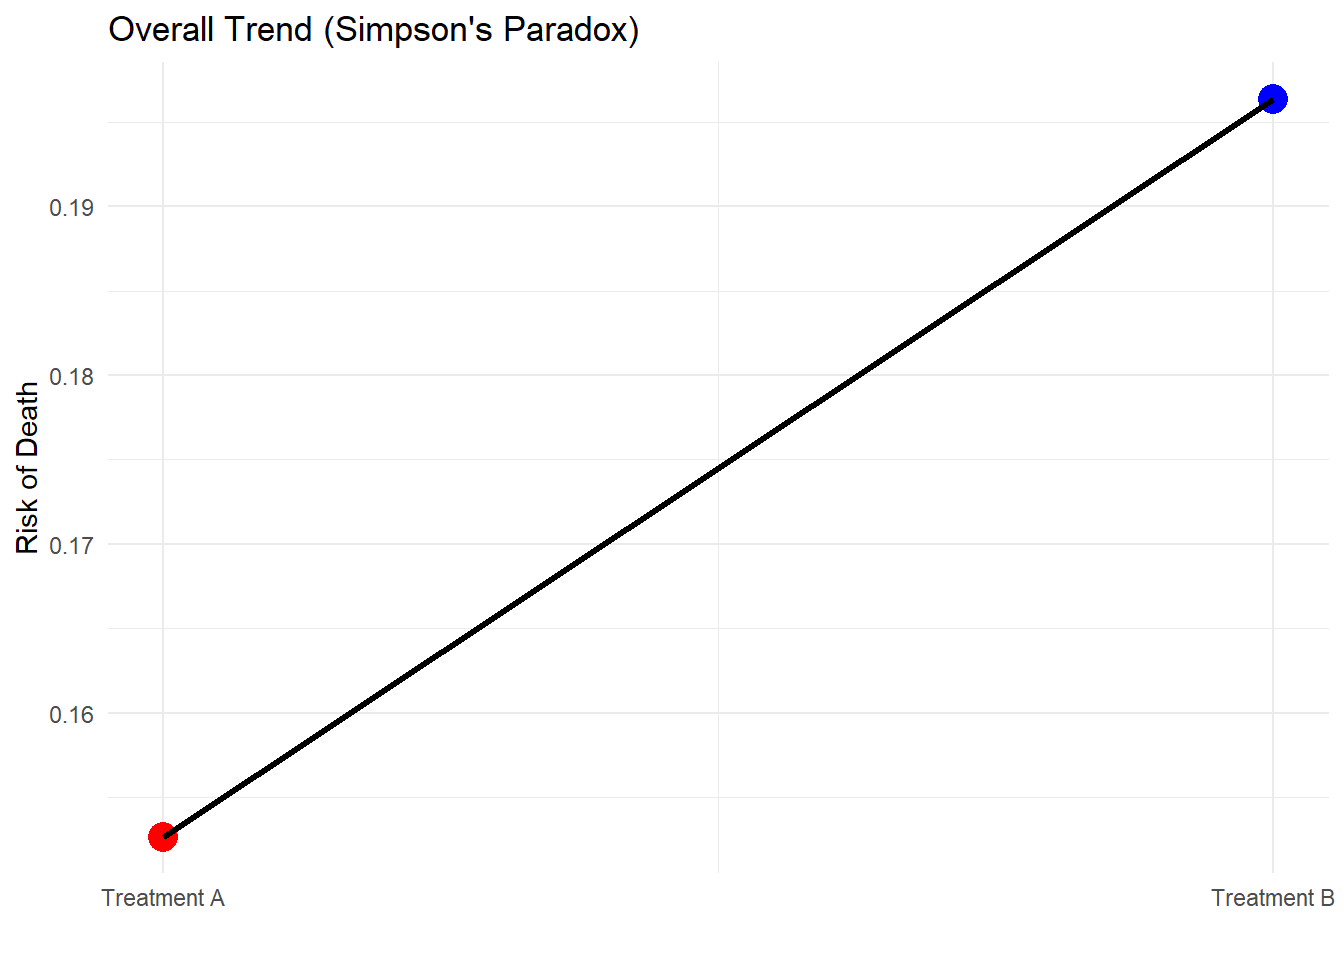 Overall Trend (Simpson's Paradox)
Risk of Death
0.19
0.18
0.17
0.16
Treatment A
Treatment B